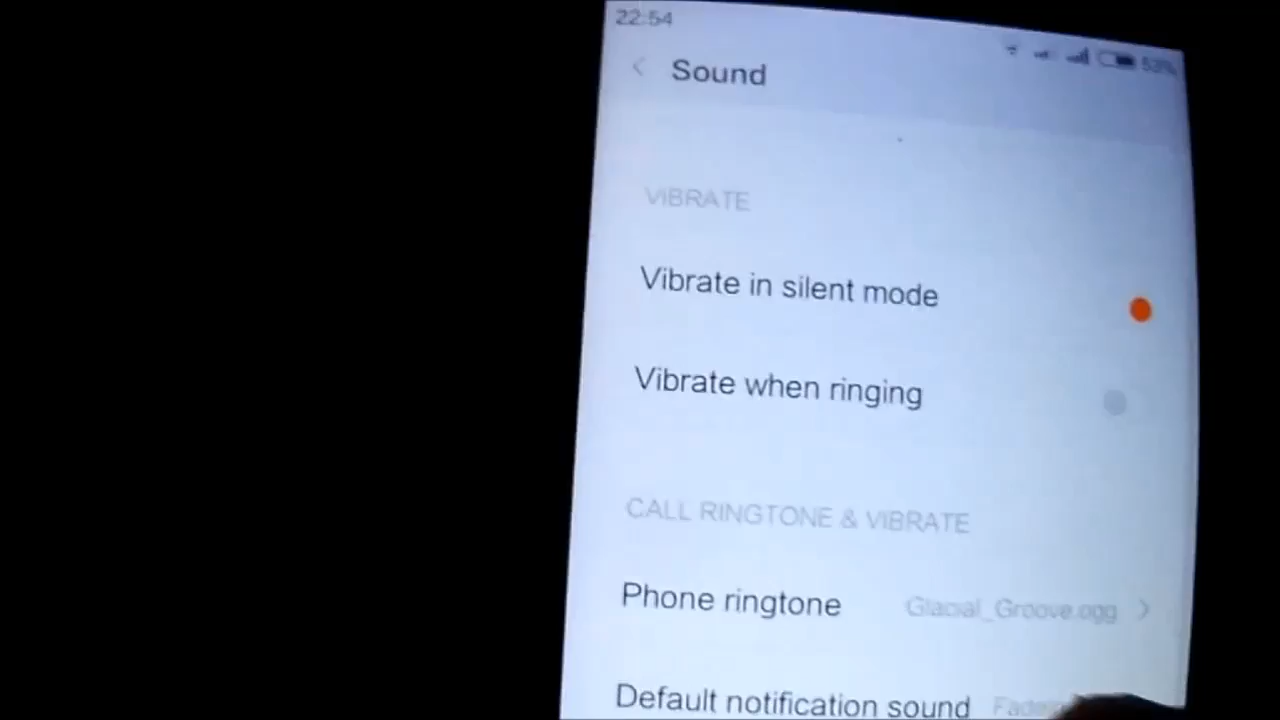 22:54
53%
Sound
VIBRATE
Vibrate in silent mode
Vibrate when ringing
CALL RINGTONE & VIBRATE
Phone ringtone Glacial_Groove.ogg
Default notification sound